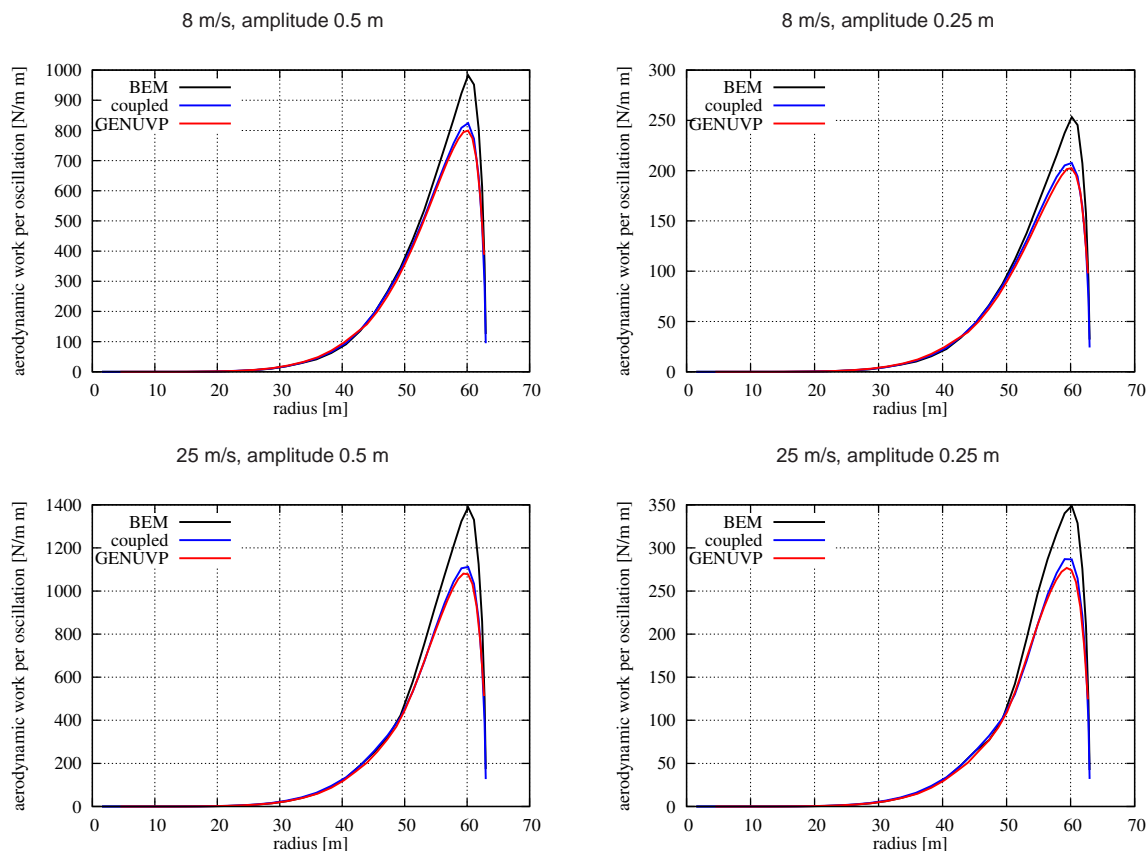 8 m/s, amplitude 0.5 m
aerodynamic work per oscillation [N/m m]
1000
900
800
700
600
500
400
300
200
100
0
BEM
coupled
GENUVP
0 10 20 30 40 50 60 70
radius [m]
8 m/s, amplitude 0.25 m
aerodynamic work per oscillation [N/m m]
300
250
200
150
100
50
0
BEM
coupled
GENUVP
0 10 20 30 40 50 60 70
radius [m]
25 m/s, amplitude 0.5 m
aerodynamic work per oscillation [N/m m]
1400
1200
1000
800
600
400
200
0
BEM
coupled
GENUVP
0 10 20 30 40 50 60 70
radius [m]
25 m/s, amplitude 0.25 m
aerodynamic work per oscillation [N/m m]
350
300
250
200
150
100
50
0
BEM
coupled
GENUVP
0 10 20 30 40 50 60 70
radius [m]